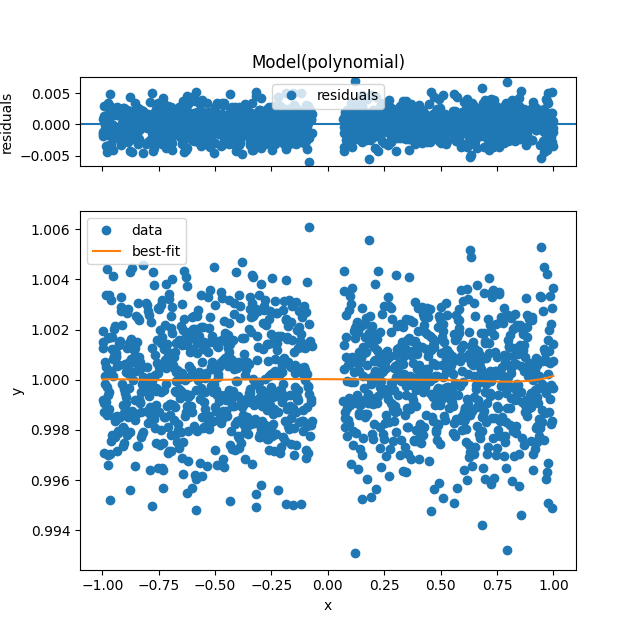 Model(polynomial)
0.005
0.000
−0.005
residuals
residuals
data
best-fit
1.006
1.004
1.002
1.000
0.998
0.996
0.994
y
−1.00 −0.75 −0.50 −0.25 0.00 0.25 0.50 0.75 1.00
x